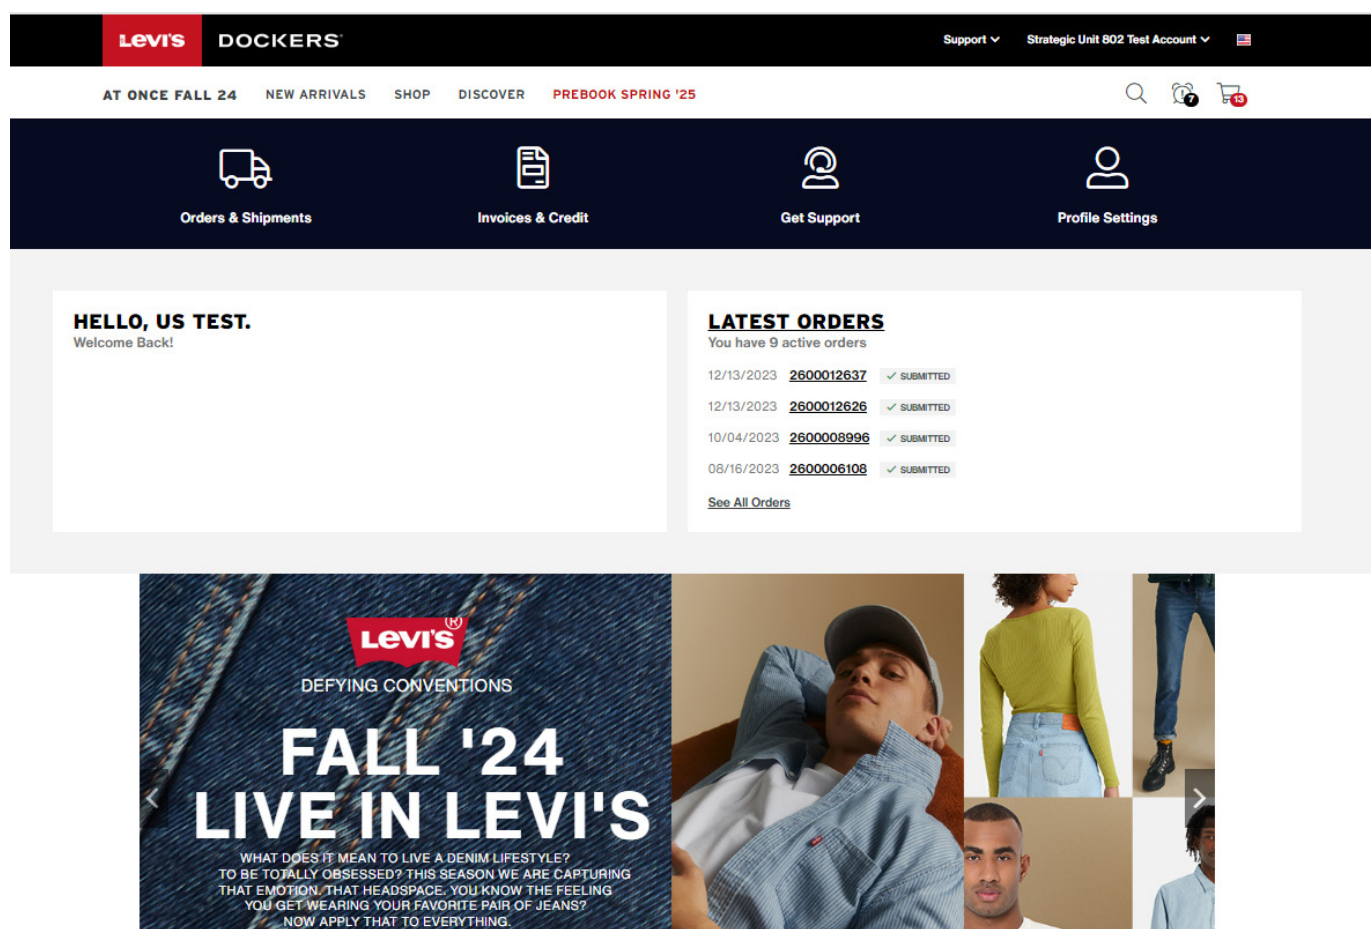 Levi's DOCKERS® Support Strategic Unit 802 Test Account
AT ONCE FALL 24 NEW ARRIVALS SHOP DISCOVER PREBOOK SPRING '25 7 13
Orders & Shipments Invoices & Credit Get Support Profile Settings
HELLO, US TEST.
Welcome Back!
LATEST ORDERS
You have 9 active orders
12/13/2023 2600012637 SUBMITTED
12/13/2023 2600012626 SUBMITTED
10/04/2023 2600008996 SUBMITTED
08/16/2023 2600006108 SUBMITTED
See All Orders
Levi's®
DEFYING CONVENTIONS
FALL '24
LIVE IN LEVI'S
WHAT DOES IT MEAN TO LIVE A DENIM LIFESTYLE?
TO BE TOTALLY OBSESSED? THIS SEASON WE ARE CAPTURING
THAT EMOTION. THAT HEADSPACE. YOU KNOW THE FEELING
YOU GET WEARING YOUR FAVORITE PAIR OF JEANS?
NOW APPLY THAT TO EVERYTHING.